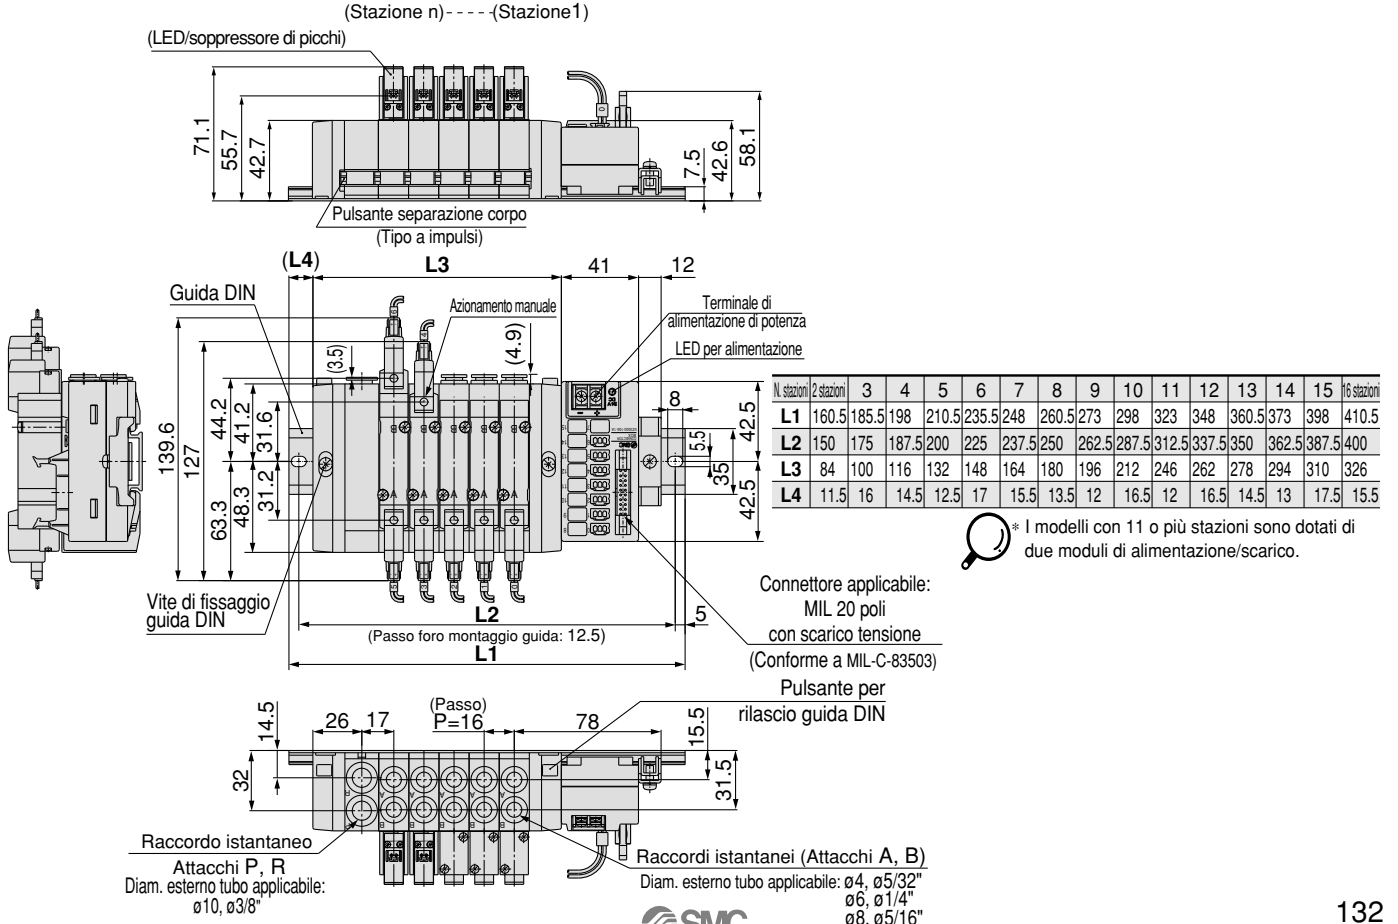 (Stazione n)-----(Stazione1)
(LED/soppressore di picchi)
71.1
55.7
42.7
7.5
42.6
58.1
Pulsante separazione corpo
(Tipo a impulsi)
(L4)
L3
41
12
Guida DIN
Azionamento manuale
Terminale di
alimentazione di potenza
LED per alimentazione
(3.5)
(4.9)
139.6
127
44.2
41.2
31.6
63.3
48.3
31.2
8
5.5
35
42.5
42.5
Vite di fissaggio
guida DIN
L2
5
(Passo foro montaggio guida: 12.5)
L1
N. stazioni 2 stazioni 3 4 5 6 7 8 9 10 11 12 13 14 15 16 stazioni
L1 160.5 185.5 198 210.5 235.5 248 260.5 273 298 323 348 360.5 373 398 410.5
L2 150 175 187.5 200 225 237.5 250 262.5 287.5 312.5 337.5 350 362.5 387.5 400
L3 84 100 116 132 148 164 180 196 212 246 262 278 294 310 326
L4 11.5 16 14.5 12.5 17 15.5 13.5 12 16.5 12 16.5 14.5 13 17.5 15.5
* I modelli con 11 o più stazioni sono dotati di
due moduli di alimentazione/scarico.
Connettore applicabile:
MIL 20 poli
con scarico tensione
(Conforme a MIL-C-83503)
Pulsante per
rilascio guida DIN
14.5
26
17
(Passo)
P=16
78
15.5
32
31.5
Raccordo istantaneo
Attacchi P, R
Diam. esterno tubo applicabile:
ø10, ø3/8"
Raccordi istantanei (Attacchi A, B)
Diam. esterno tubo applicabile: ø4, ø5/32"
ø6, ø1/4"
ø8, ø5/16"
SMC
132